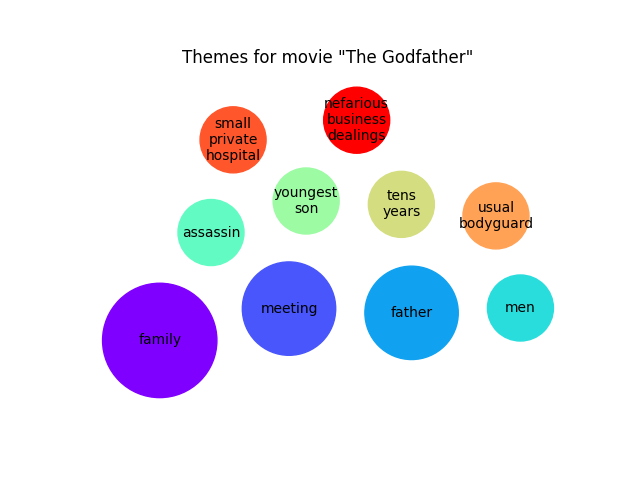 Themes for movie "The Godfather"
nefarious
business
dealings
small
private
hospital
youngest
son
tens
years
usual
bodyguard
assassin
meeting
father
men
family